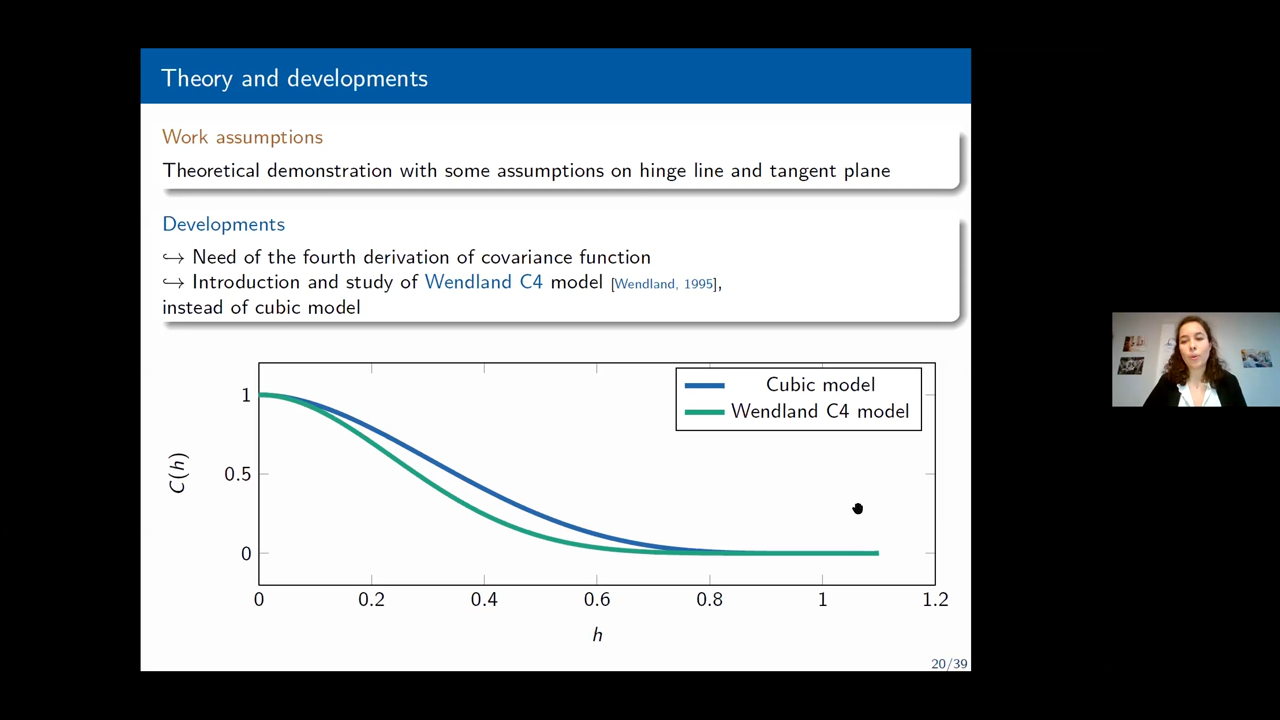 Theory and developments
Work assumptions
Theoretical demonstration with some assumptions on hinge line and tangent plane
Developments
↪ Need of the fourth derivation of covariance function
↪ Introduction and study of Wendland C4 model [Wendland, 1995],
instead of cubic model
Cubic model
Wendland C4 model
1
0.5
0
C(h)
0
0.2
0.4
0.6
0.8
1
1.2
h
20/39